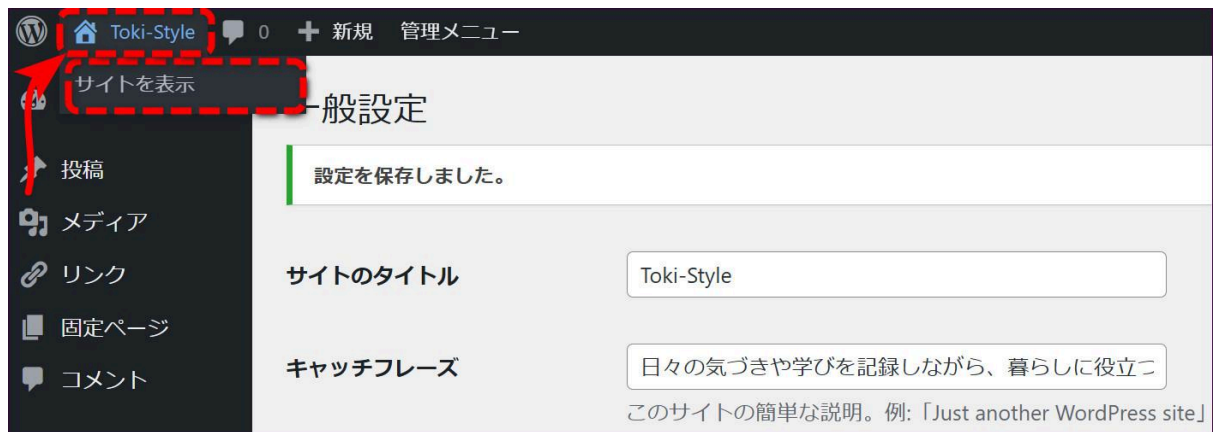 Toki-Style 0 新規 管理メニュー
サイトを表示
一般設定
投稿
設定を保存しました。
メディア
リンク
サイトのタイトル Toki-Style
固定ページ
キャッチフレーズ 日々の気づきや学びを記録しながら、暮らしに役立つ
コメント
このサイトの簡単な説明。例:「Just another WordPress site」